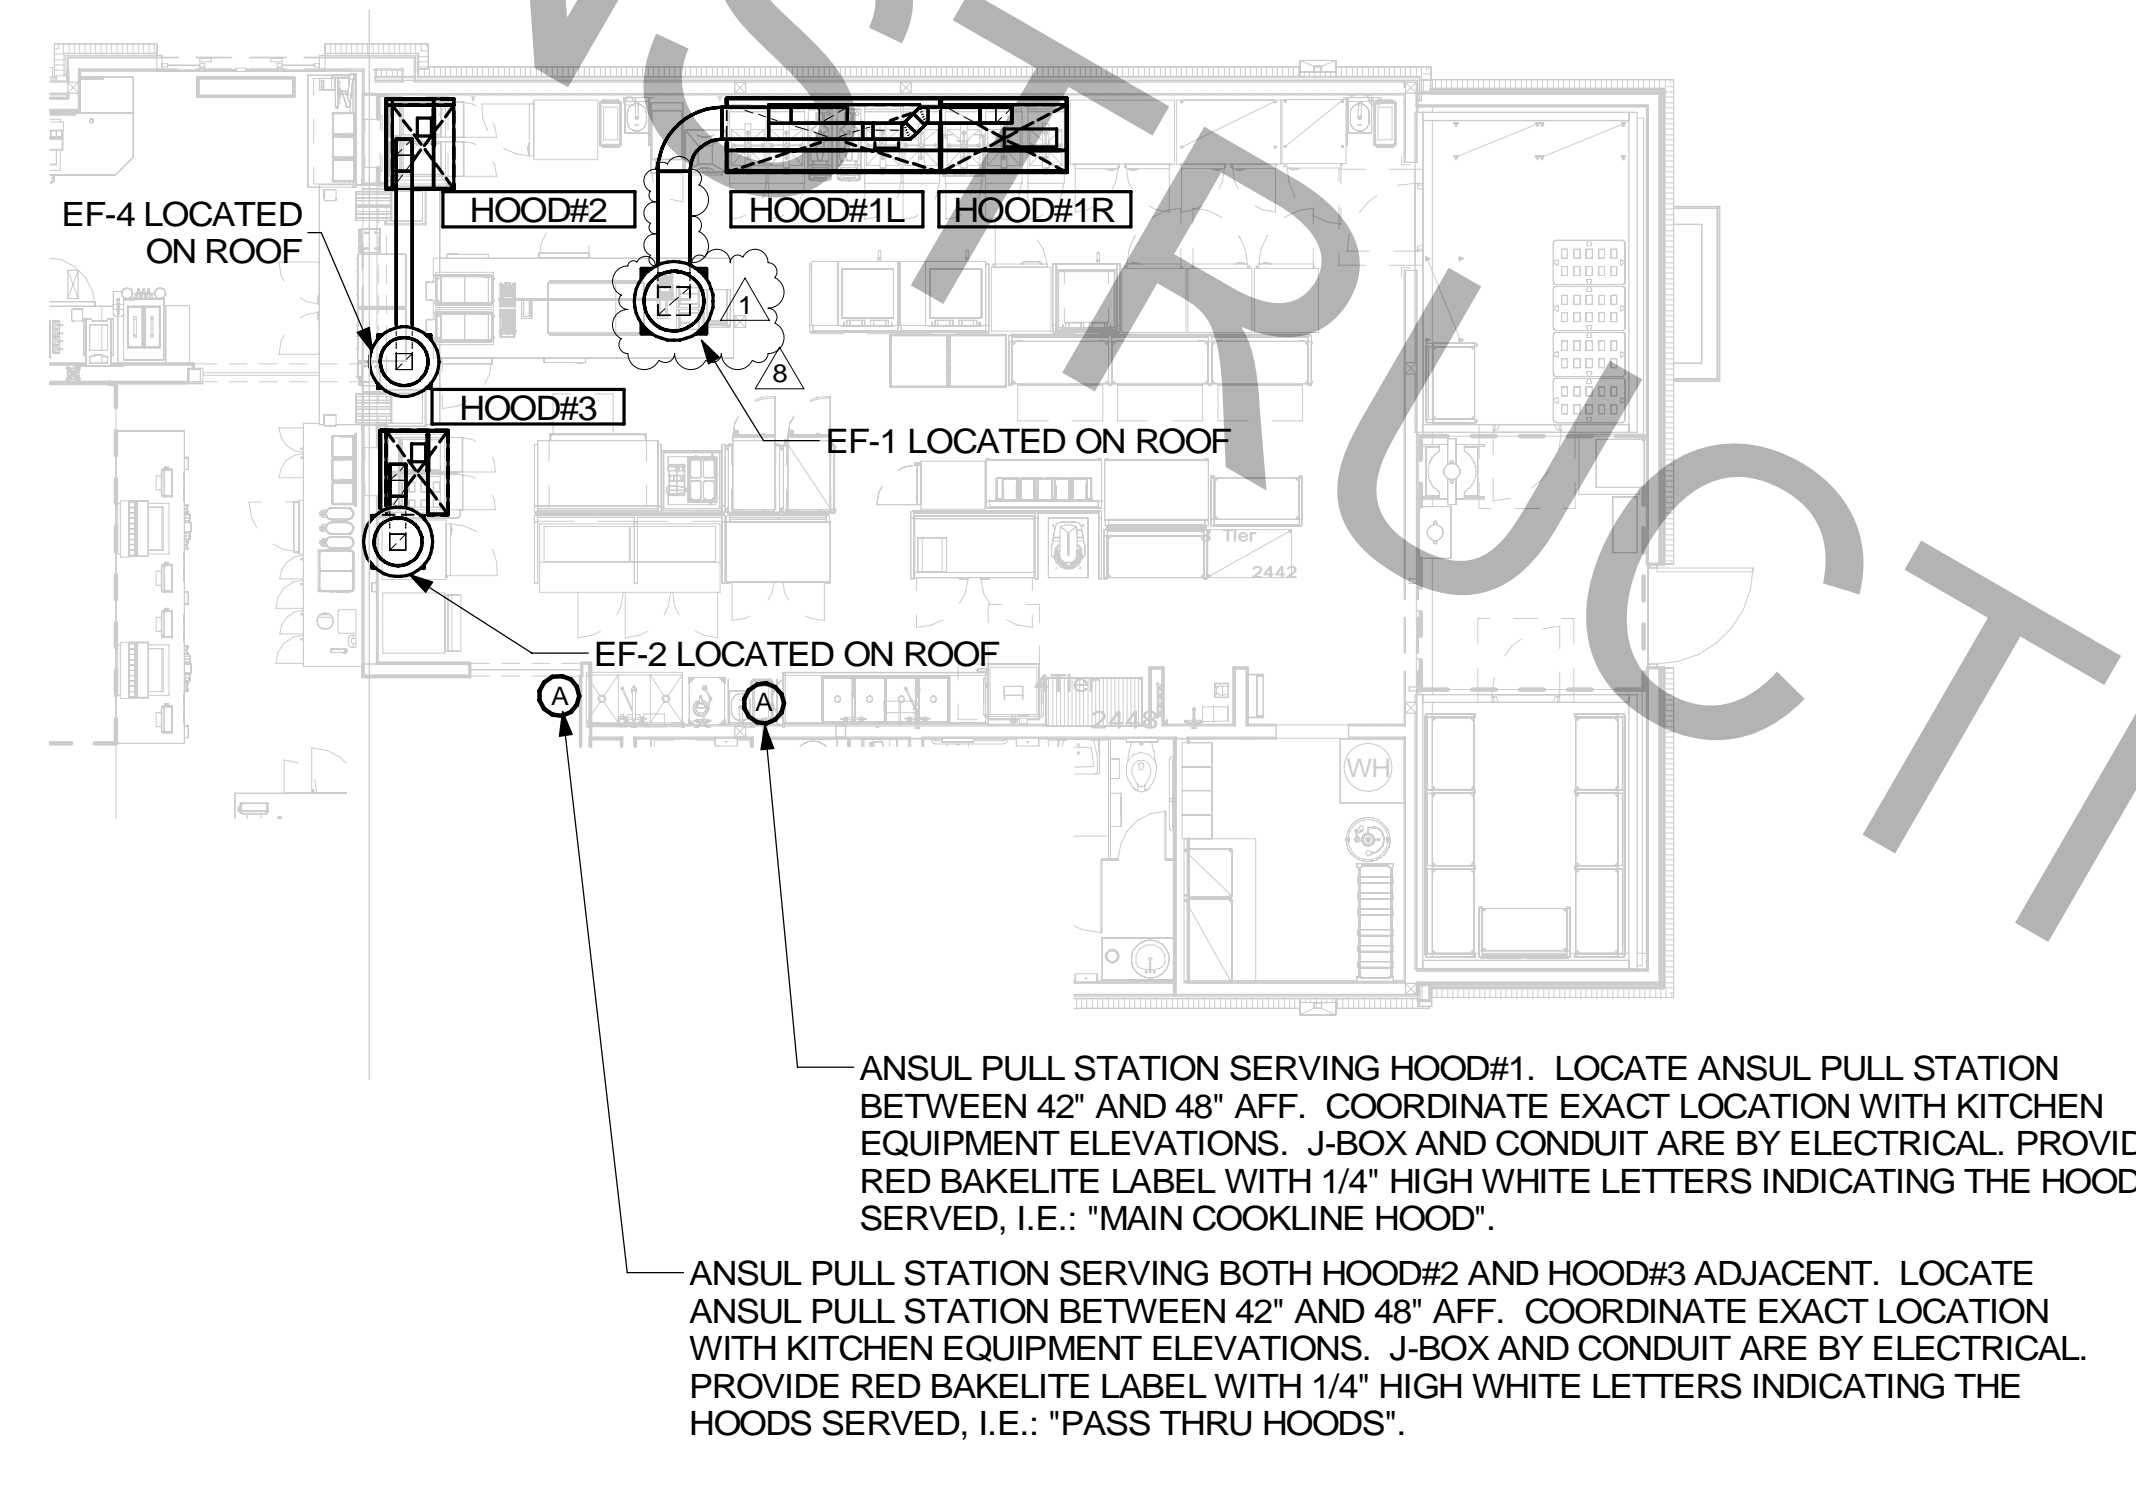 STRUCTI
EF-4 LOCATED
ON ROOF
HOOD#2
HOOD#1L
HOOD#1R
1
8
HOOD#3
EF-1 LOCATED ON ROOF
Tier
2442
EF-2 LOCATED ON ROOF
A
A
4Tier
2448
WH
ANSUL PULL STATION SERVING HOOD#1. LOCATE ANSUL PULL STATION
BETWEEN 42" AND 48" AFF. COORDINATE EXACT LOCATION WITH KITCHEN
EQUIPMENT ELEVATIONS. J-BOX AND CONDUIT ARE BY ELECTRICAL. PROVID
RED BAKELITE LABEL WITH 1/4" HIGH WHITE LETTERS INDICATING THE HOOD
SERVED, I.E.: "MAIN COOKLINE HOOD".
ANSUL PULL STATION SERVING BOTH HOOD#2 AND HOOD#3 ADJACENT. LOCATE
ANSUL PULL STATION BETWEEN 42" AND 48" AFF. COORDINATE EXACT LOCATION
WITH KITCHEN EQUIPMENT ELEVATIONS. J-BOX AND CONDUIT ARE BY ELECTRICAL.
PROVIDE RED BAKELITE LABEL WITH 1/4" HIGH WHITE LETTERS INDICATING THE
HOODS SERVED, I.E.: "PASS THRU HOODS".